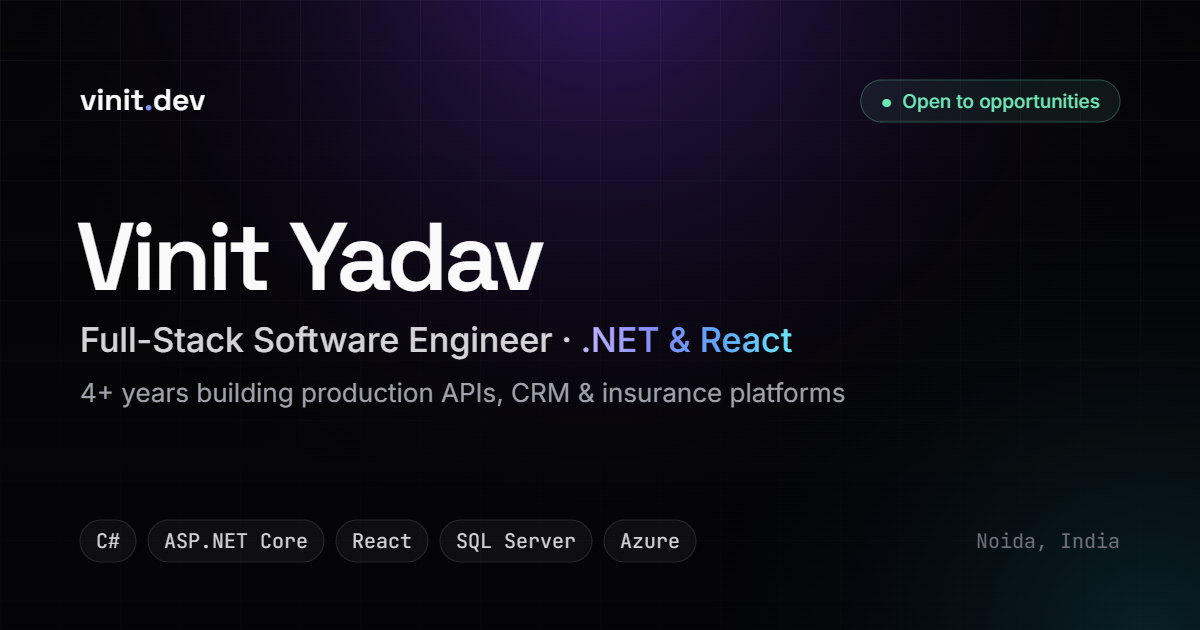 vinit.dev
Open to opportunities
Vinit Yadav
Full-Stack Software Engineer · .NET & React
4+ years building production APIs, CRM & insurance platforms
C#
ASP.NET Core
React
SQL Server
Azure
Noida, India